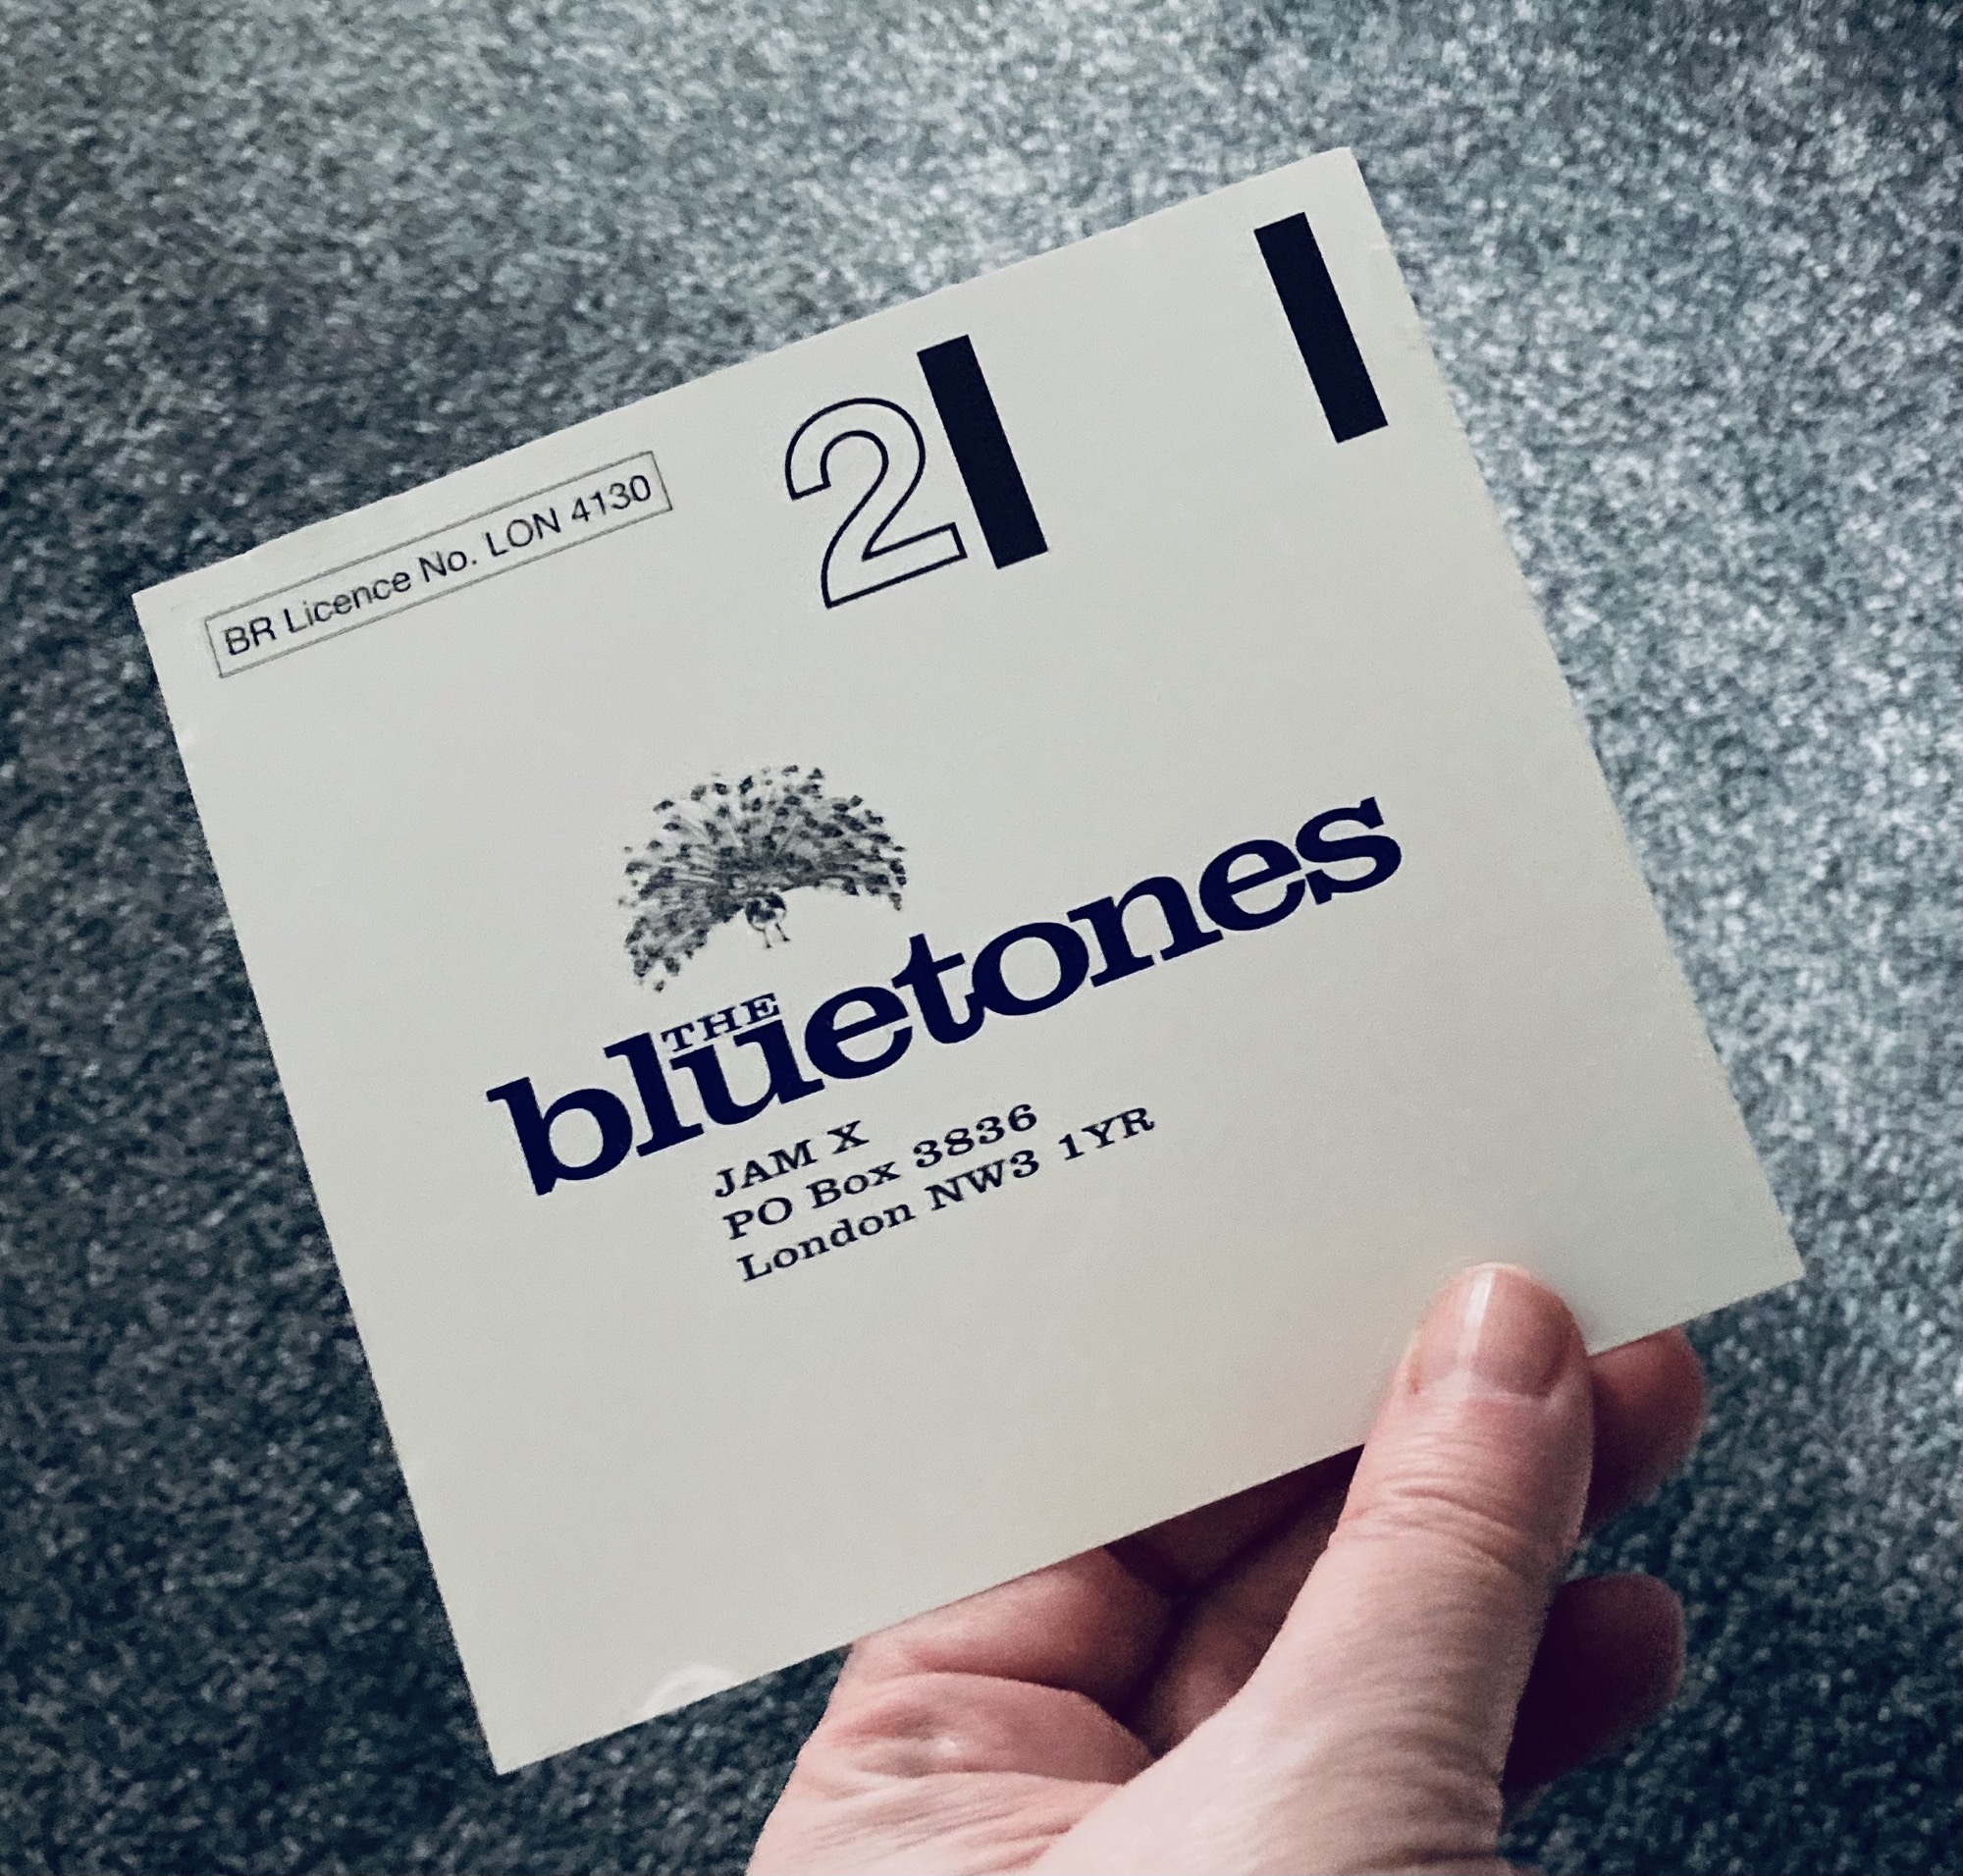 BR Licence No. LON 4130
2
THE
bluetones
JAM X
PO Box 3836
London NW3 1YR